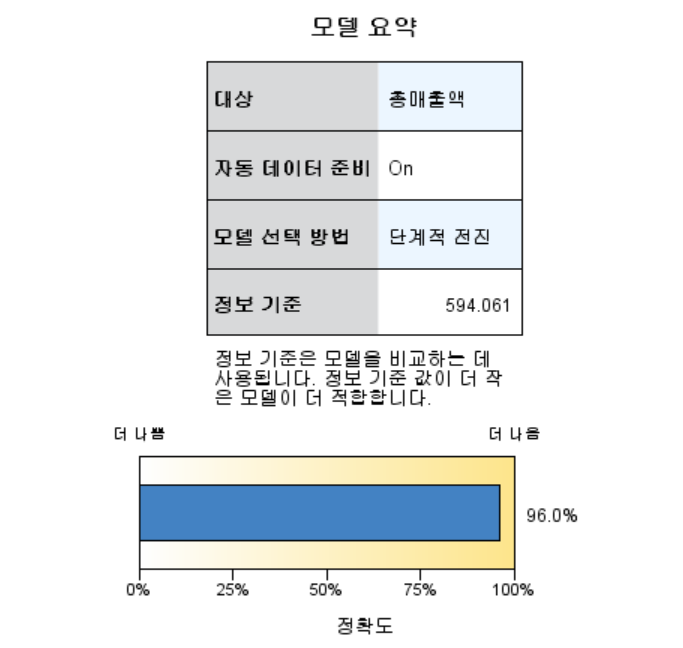 모델 요약
대상 총매출액
자동 데이터 준비 On
모델 선택 방법 단계적 전진
정보 기준 594.061
정보 기준은 모델을 비교하는 데
사용됩니다. 정보 기준 값이 더 작
은 모델이 더 적합합니다.
더 나쁨 더 나음
96.0%
0% 25% 50% 75% 100%
정확도